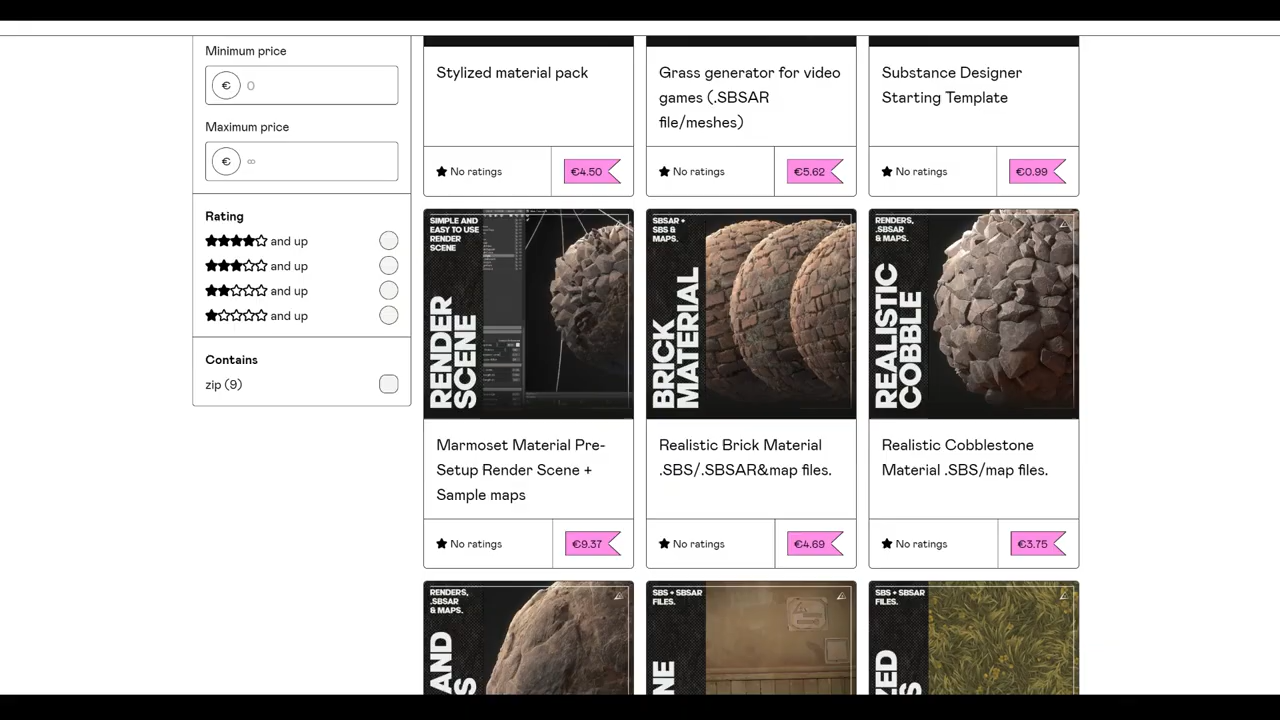 Minimum price
€ 0
Maximum price
€ ∞
Rating
and up
and up
and up
and up
Contains
zip (9)
Stylized material pack
No ratings
€4.50
Grass generator for video
games (.SBSAR
file/meshes)
No ratings
€5.62
Substance Designer
Starting Template
No ratings
€0.99
SIMPLE AND
EASY TO USE
RENDER
SCENE
RENDER
SCENE
Marmoset Material Pre-
Setup Render Scene +
Sample maps
No ratings
€9.37
SBSAR +
SBS &
MAPS.
BRICK
MATERIAL
Realistic Brick Material
.SBS/.SBSAR&map files.
No ratings
€4.69
RENDERS,
.SBSAR
& MAPS.
REALISTIC
COBBLE
Realistic Cobblestone
Material .SBS/map files.
No ratings
€3.75
RENDERS,
.SBSAR
& MAPS.
AND
SBS + SBSAR
FILES.
NE
SBS + SBSAR
FILES.
ZED